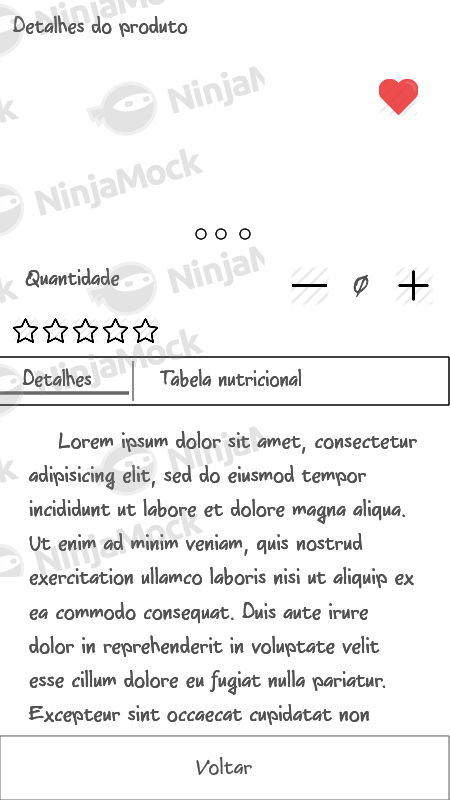 Detalhes do produto
NinjaMock
NinjaMock
Quantidade
0
Detalhes
Tabela nutricional
Lorem ipsum dolor sit amet, consectetur
adipisicing elit, sed do eiusmod tempor
incididunt ut labore et dolore magna aliqua.
Ut enim ad minim veniam, quis nostrud
exercitation ullamco laboris nisi ut aliquip ex
ea commodo consequat. Duis aute irure
dolor in reprehenderit in voluptate velit
esse cillum dolore eu fugiat nulla pariatur.
Excepteur sint occaecat cupidatat non
Voltar